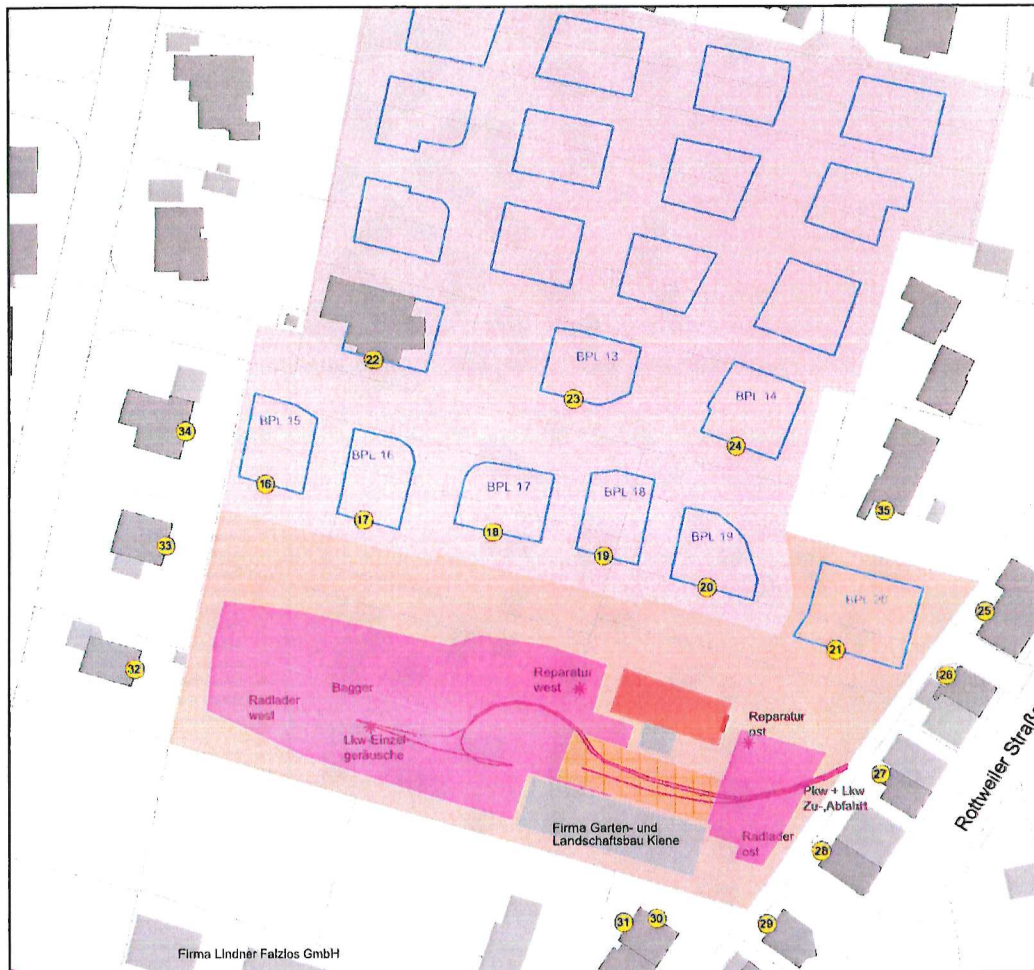 BPL 13
22
23
BPL 14
BPL 15
34
24
BPL 16
16
BPL 17
BPL 18
35
17
18
BPL 19
33
19
20
BPL 20
25
21
32
26
Reparatur
west
Bagger
Radlader
west
Reparatur
ost
Lkw-Einzel-
geräusche
27
Pkw + Lkw
Zu-,Abfahrt
Rottweiler Straße
Firma Garten- und
Landschaftsbau Kiene
Radlader
ost
28
31
30
29
Firma Lindner Falzlos GmbH